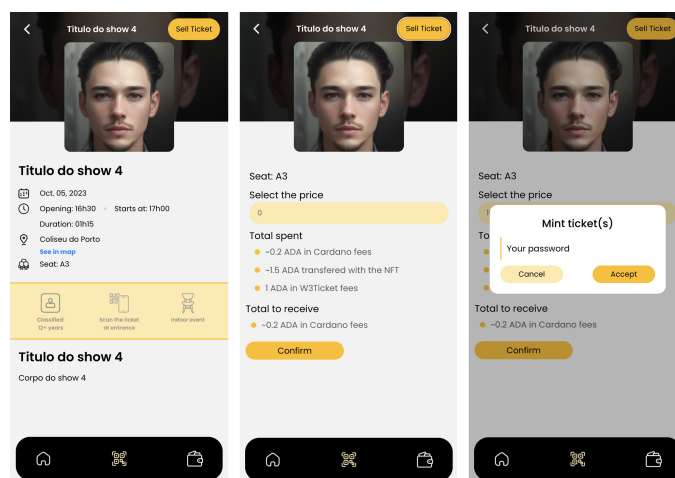 Titulo do show 4
Sell Ticket
Titulo do show 4
Oct. 05, 2023
Opening: 16h30 Starts at: 17h00
Duration: 01h15
Coliseu do Porto
See in map
Seat: A3
Classified
12+ years
Scan the ticket
at entrance
Indoor event
Titulo do show 4
Corpo do show 4
Titulo do show 4
Sell Ticket
Seat: A3
Select the price
0
Total spent
~0.2 ADA in Cardano fees
~1.5 ADA transfered with the NFT
1 ADA in W3Ticket fees
Total to receive
~0.2 ADA in Cardano fees
Confirm
Titulo do show 4
Sell Ticket
Seat: A3
Select the price
Mint ticket(s)
Your password
Cancel
Accept
Total to receive
~0.2 ADA in Cardano fees
Confirm